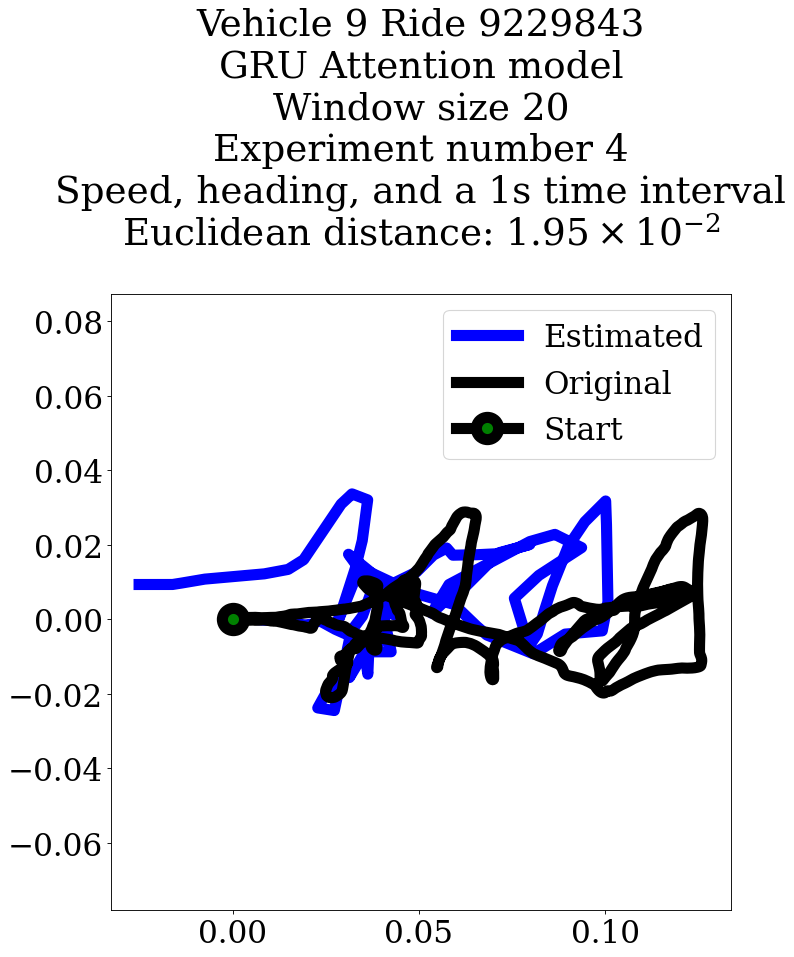 Vehicle 9 Ride 9229843
GRU Attention model
Window size 20
Experiment number 4
Speed, heading, and a 1s time interval
Euclidean distance: 1.95 × 10⁻²
Estimated
Original
Start
0.08
0.06
0.04
0.02
0.00
−0.02
−0.04
−0.06
0.00 0.05 0.10